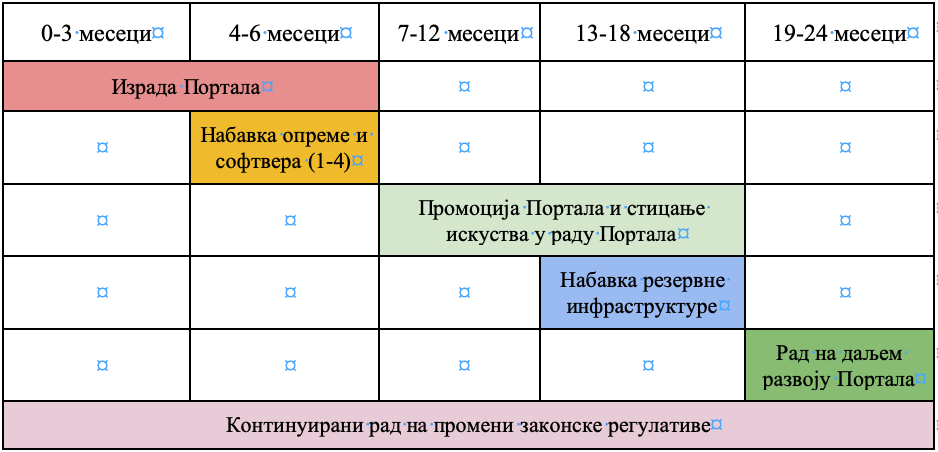 0-3 месеци
4-6 месеци
7-12 месеци
13-18 месеци
19-24 месеци
Израда Портала
Набавка опреме и
софтвера (1-4)
Промоција Портала и стицање
искуства у раду Портала
Набавка резервне
инфраструктуре
Рад на даљем
развоју Портала
Континуирани рад на промени законске регулативе